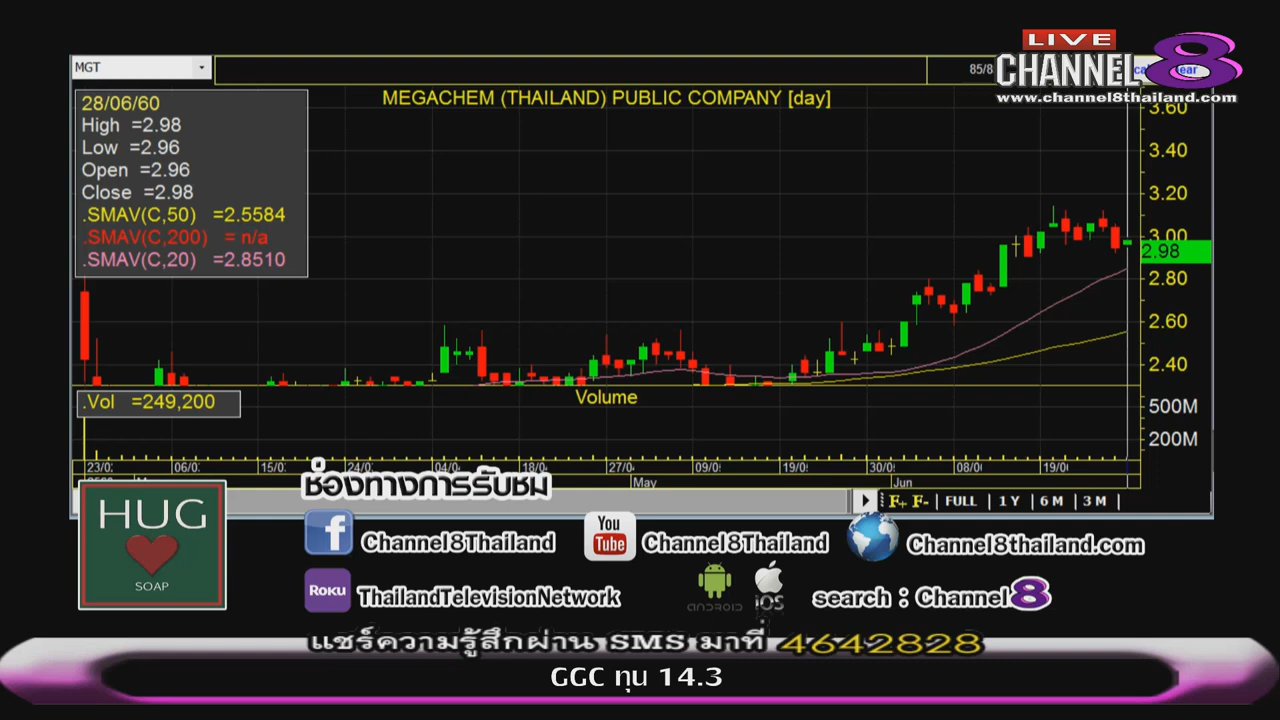 LIVE
CHANNEL 8
www.channel8thailand.com
MGT
85/8
MEGACHEM (THAILAND) PUBLIC COMPANY [day]
28/06/60
High =2.98
Low =2.96
Open =2.96
Close =2.98
.SMAV(C,50) =2.5584
.SMAV(C,200) = n/a
.SMAV(C,20) =2.8510
3.60
3.40
3.20
3.00
2.98
2.80
2.60
2.40
.Vol =249,200
Volume
500M
200M
23/0 06/0 15/0 24/0 04/0 18/0 27/0 09/0 19/0 30/0 08/0 19/0
May Jun
F+ F- | FULL | 1 Y | 6 M | 3 M |
ช่องทางการรับชม
HUG
SOAP
f Channel8Thailand
You Tube Channel8Thailand
Channel8thailand.com
Roku ThailandTelevisionNetwork
ANDROID iOS
search : Channel 8
แชร์ความรู้สึกผ่าน SMS มาที่ 4642828
GGC ทุน 14.3